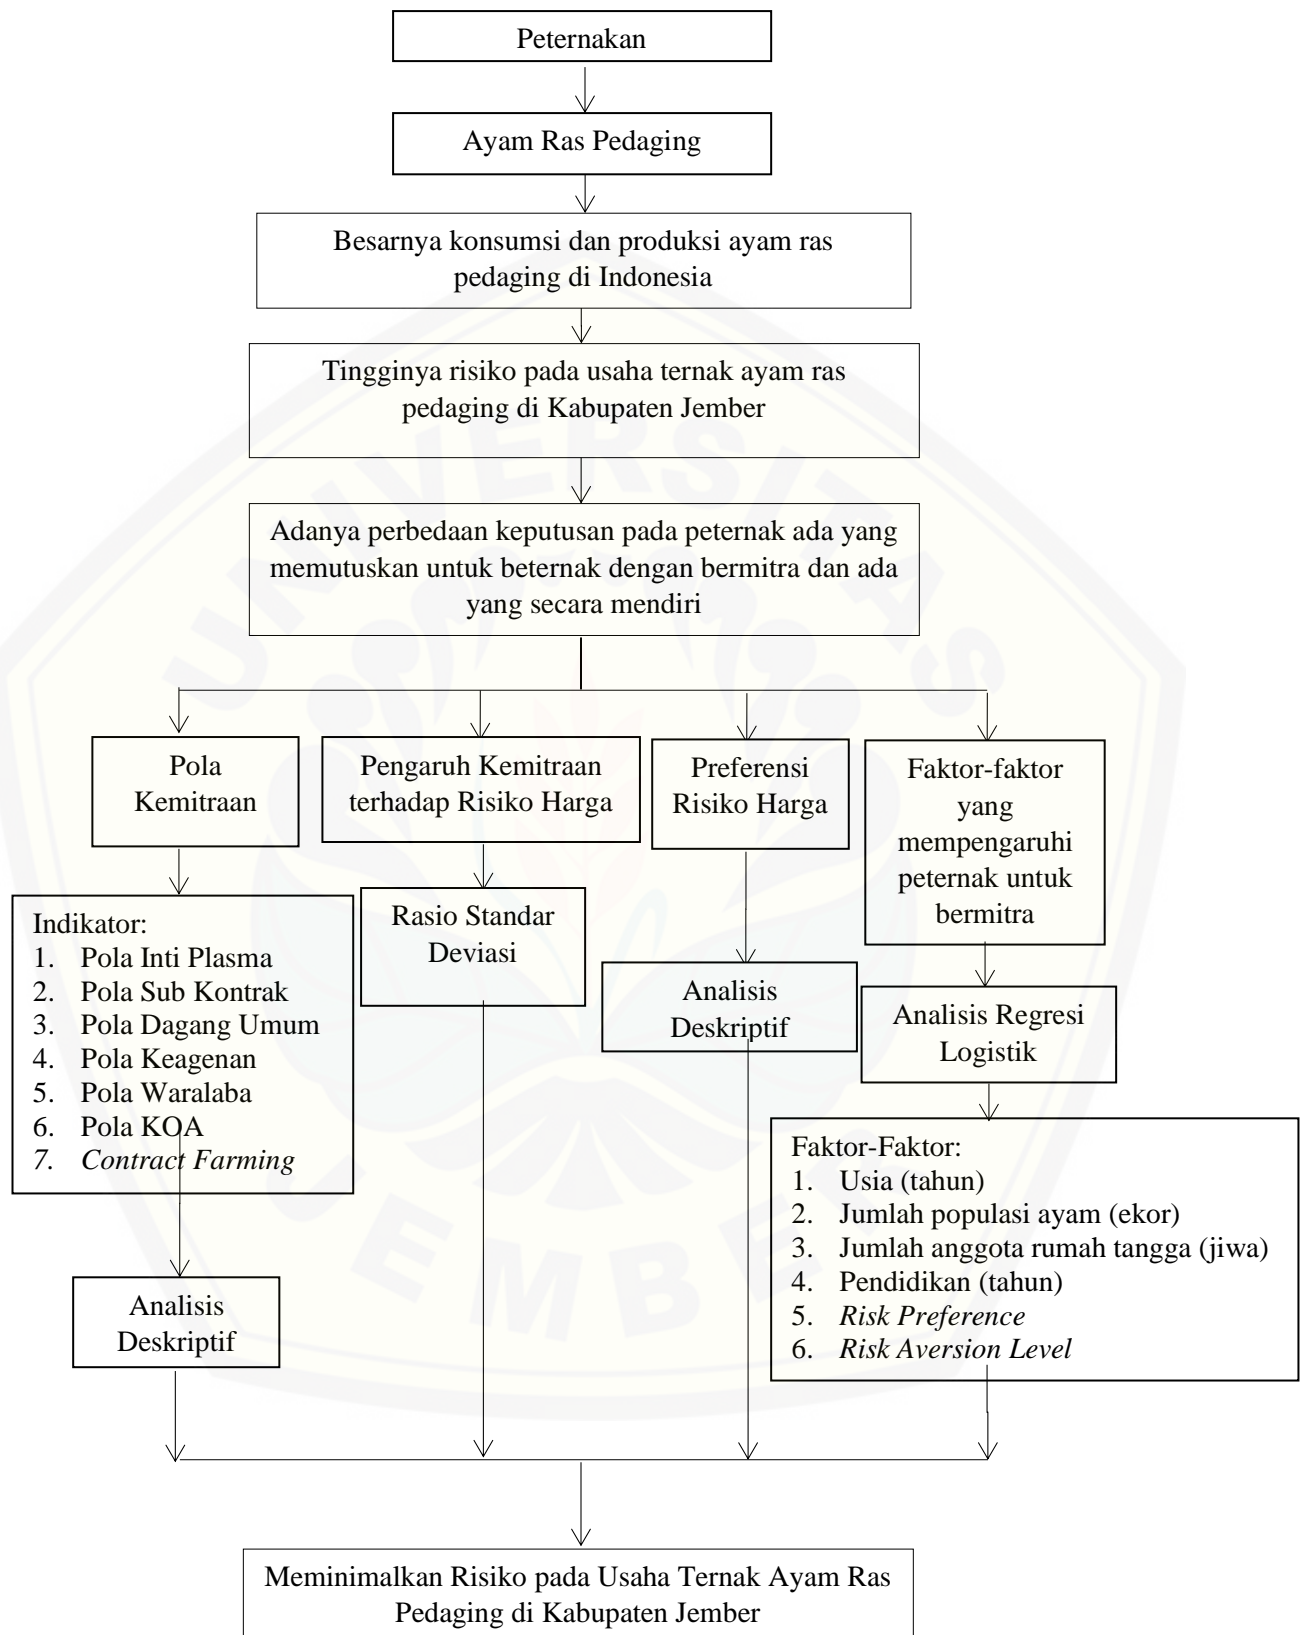 Peternakan
Ayam Ras Pedaging
Besarnya konsumsi dan produksi ayam ras
pedaging di Indonesia
Tingginya risiko pada usaha ternak ayam ras
pedaging di Kabupaten Jember
Adanya perbedaan keputusan pada peternak ada yang
memutuskan untuk beternak dengan bermitra dan ada
yang secara mendiri
Pola
Kemitraan
Pengaruh Kemitraan
terhadap Risiko Harga
Preferensi
Risiko Harga
Faktor-faktor
yang
mempengaruhi
peternak untuk
bermitra
Indikator:
1. Pola Inti Plasma
2. Pola Sub Kontrak
3. Pola Dagang Umum
4. Pola Keagenan
5. Pola Waralaba
6. Pola KOA
7. Contract Farming
Rasio Standar
Deviasi
Analisis
Deskriptif
Analisis Regresi
Logistik
Faktor-Faktor:
1. Usia (tahun)
2. Jumlah populasi ayam (ekor)
3. Jumlah anggota rumah tangga (jiwa)
4. Pendidikan (tahun)
5. Risk Preference
6. Risk Aversion Level
Analisis
Deskriptif
Meminimalkan Risiko pada Usaha Ternak Ayam Ras
Pedaging di Kabupaten Jember
UNIVERSITAS
JEMBER